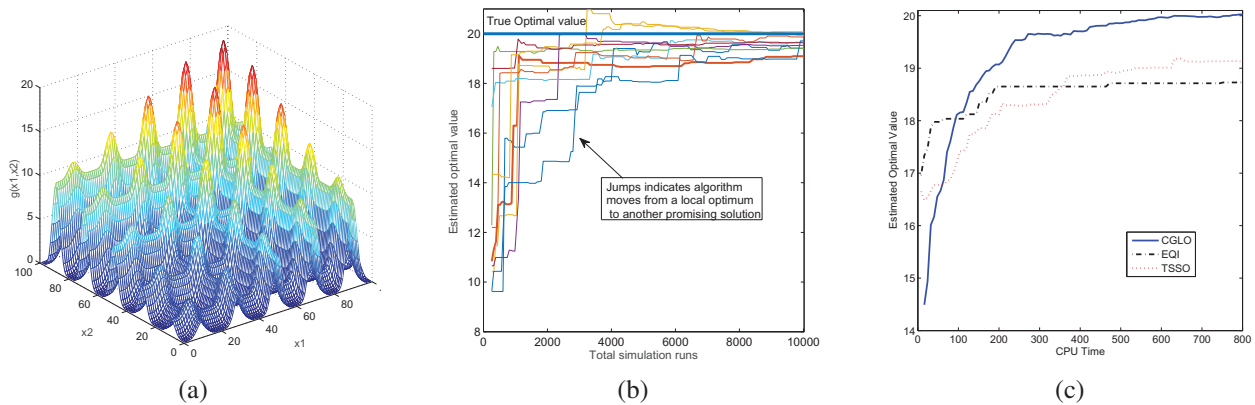 20
15
10
5
0
g(x1,x2)
100
80
60
40
20
0
x2
0
20
40
60
80
x1
(a)
True Optimal value
22
20
18
16
14
12
10
8
Estimated optimal value
Jumps indicates algorithm
moves from a local optimum
to another promising solution
0
2000
4000
6000
8000
10000
Total simulation runs
(b)
20
19
18
17
16
15
14
Estimated Optimal Value
CGLO
EQI
TSSO
0
100
200
300
400
500
600
700
800
CPU Time
(c)